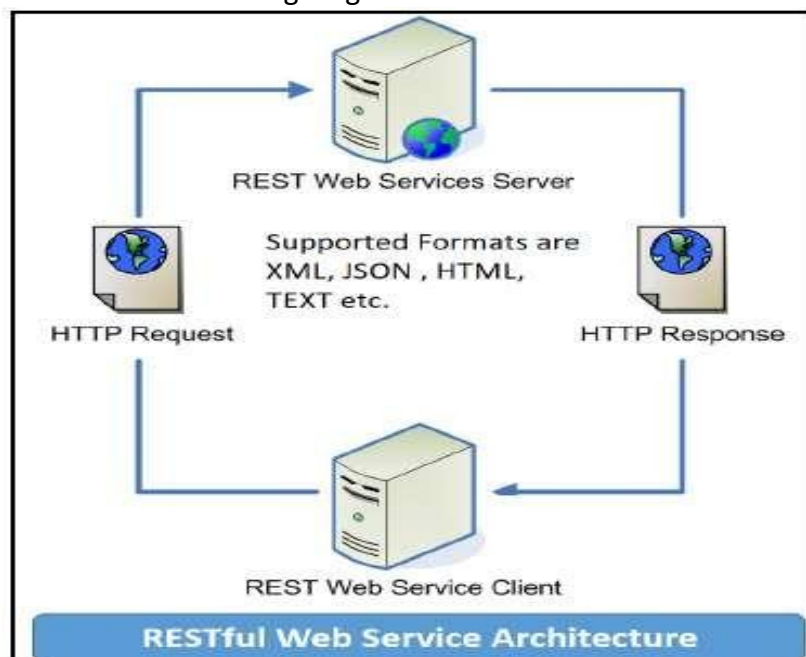 REST Web Services Server
Supported Formats are
XML, JSON , HTML,
TEXT etc.
HTTP Request
HTTP Response
REST Web Service Client
RESTful Web Service Architecture